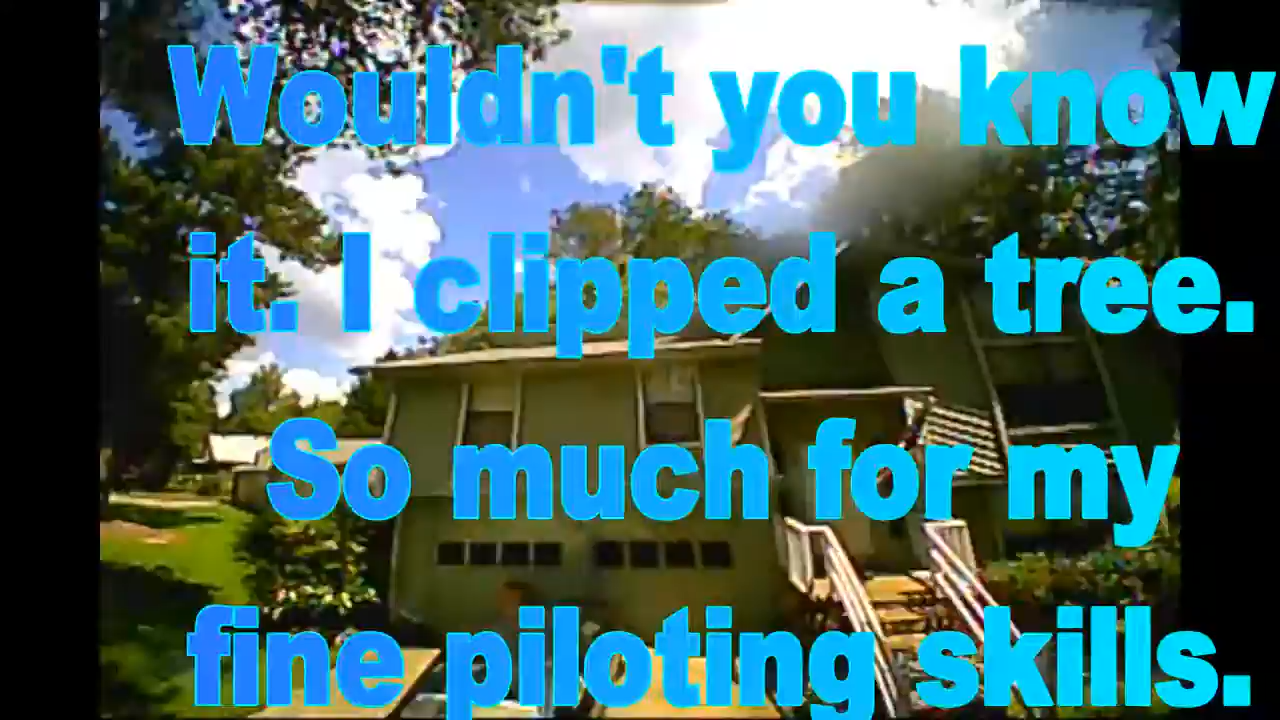 Wouldn't you know
it. I clipped a tree.
So much for my
fine piloting skills.